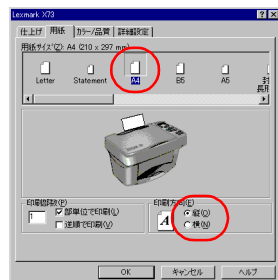 Lexmark X73
仕上げ 用紙 カラー/品質 詳細設定
用紙サイズ(Z): A4 (210 x 297 mm)
Letter Statement A4 B5 A5 封
長形
印刷部数(P) 印刷方向(E)
1 部単位で印刷(L) A 縦(O)
逆順で印刷(V) 横(N)
OK キャンセル ヘルプ